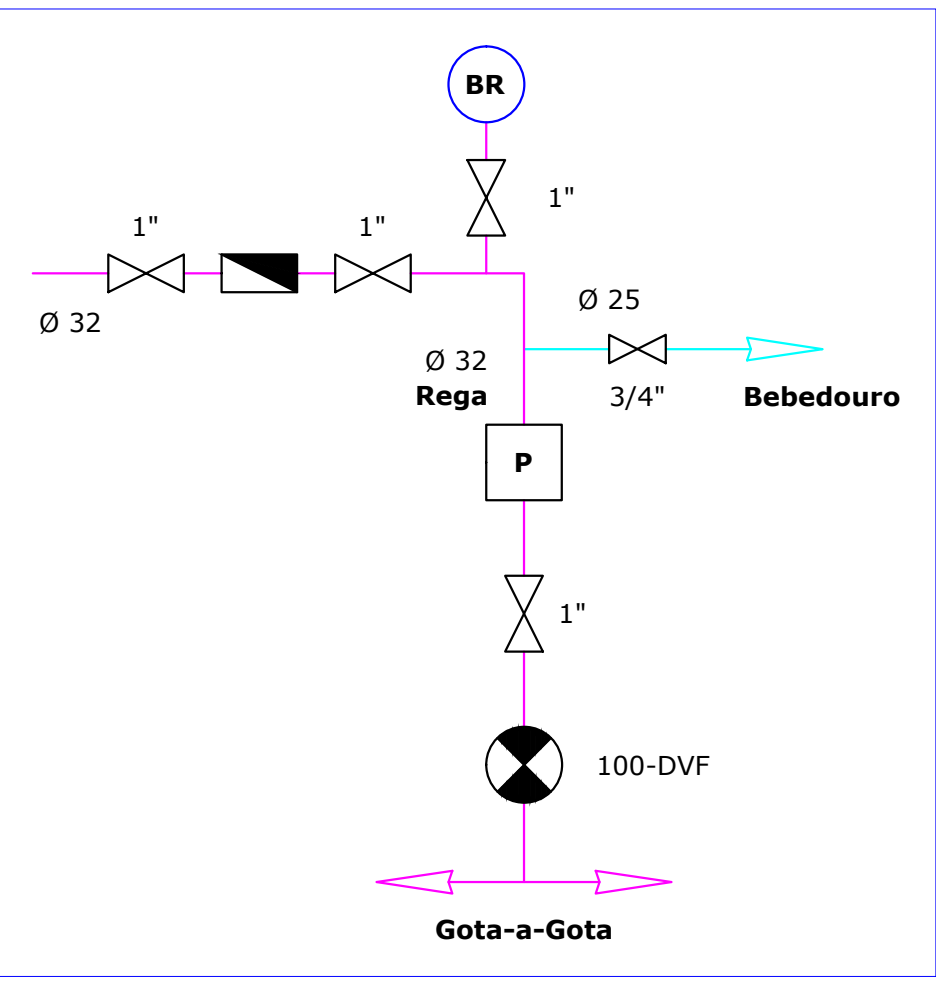 BR
1"
1"
1"
Ø 32
Ø 25
Ø 32
Rega
3/4"
Bebedouro
P
1"
100-DVF
Gota-a-Gota